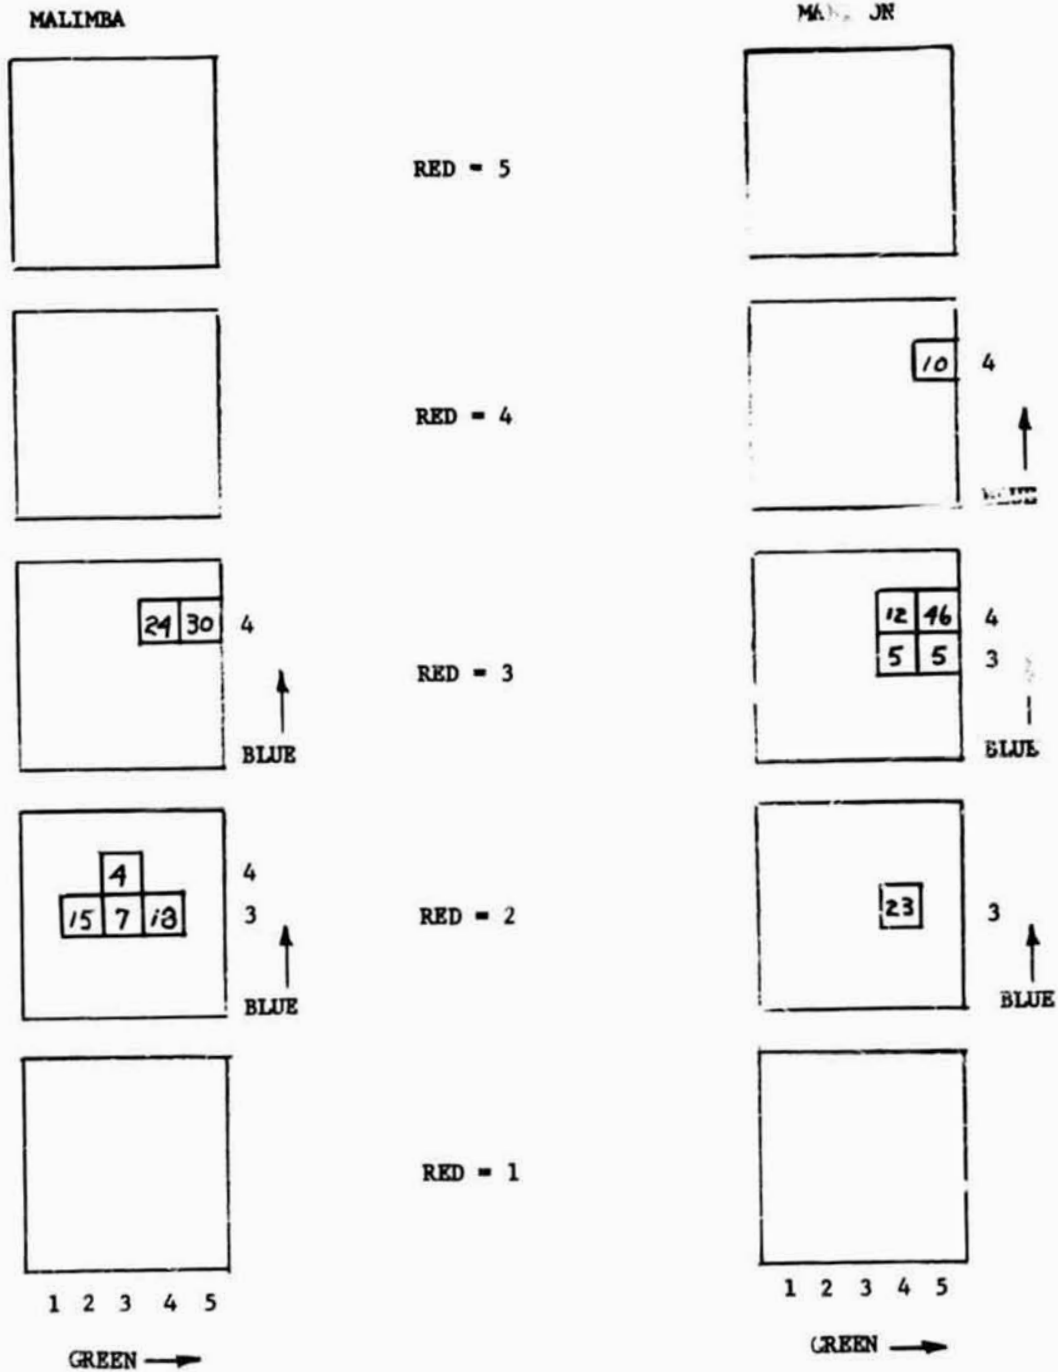 MALIMBA
RED = 5
RED = 4
10 4
24 30 4
RED = 3
12 46 4
5 5 3
BLUE
BLUE
4 4
15 7 18 3
RED = 2
23 3
BLUE
BLUE
RED = 1
1 2 3 4 5
1 2 3 4 5
GREEN
GREEN